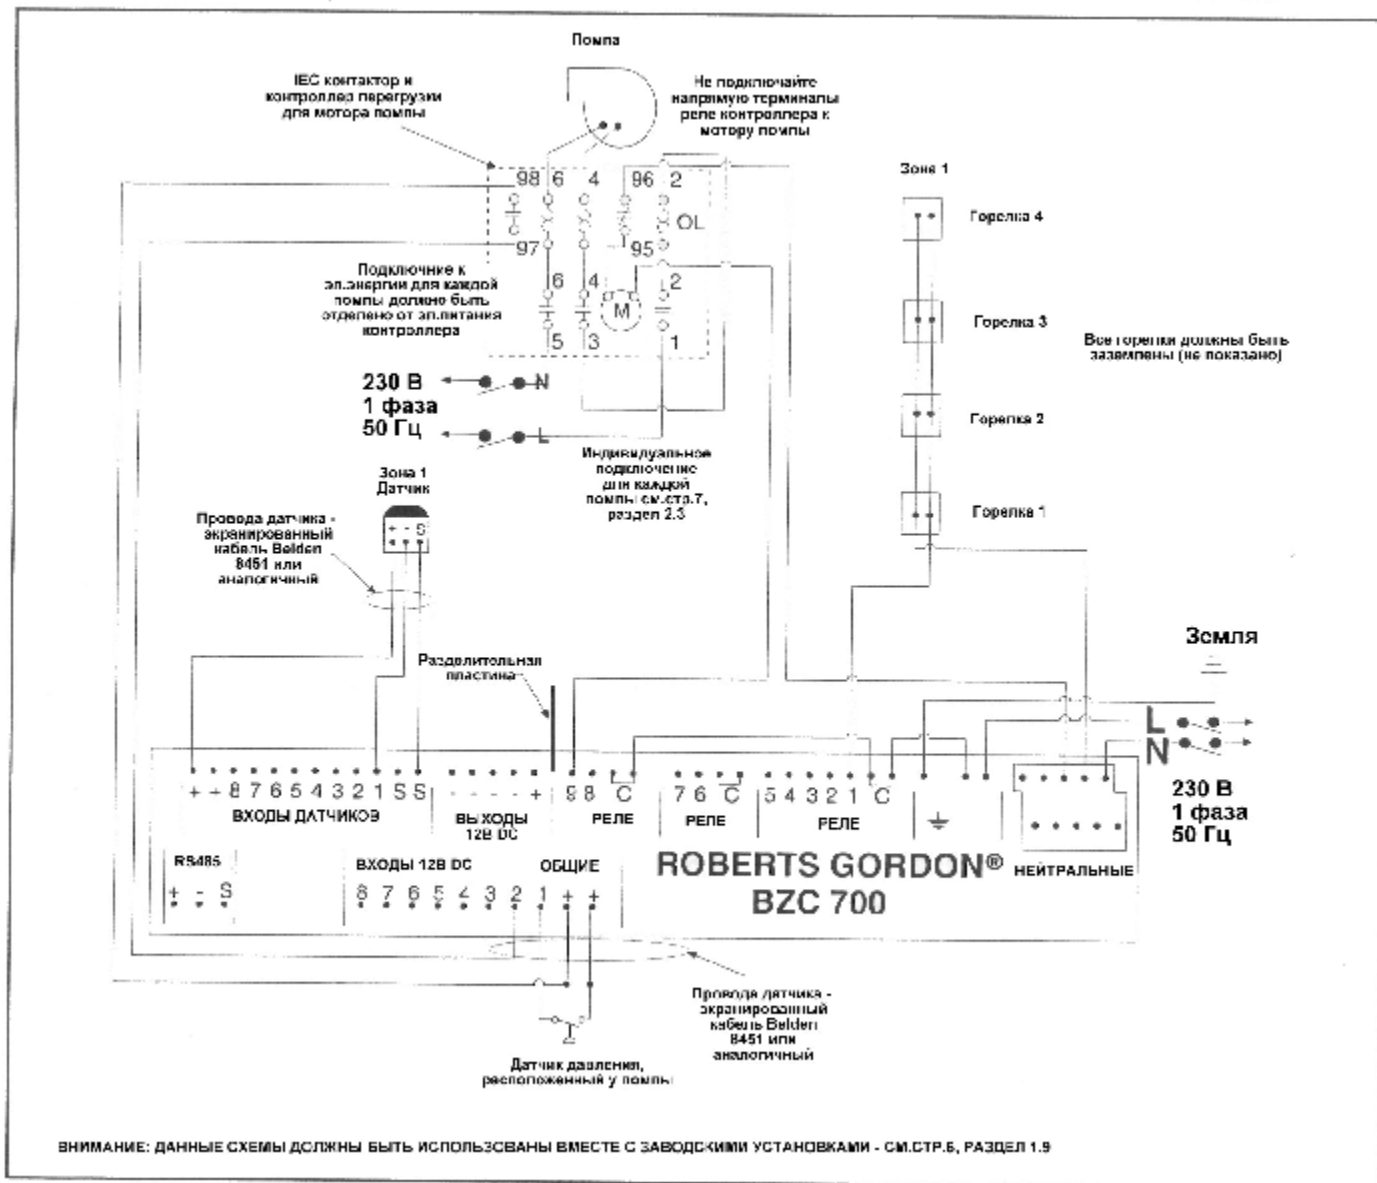 Помпа
IEC контактор и
контроллер перегрузки
для мотора помпы
Не подключайте
напрямую терминалы
реле контроллера к
мотору помпы
98 6 4 96 2
OL
97 95
Подключние к
эл.энергии для каждой
помпы должно быть
отделено от эл.питания
контроллера
6 4 2
M
5 3 1
230 В
1 фаза
50 Гц
N
L
Зоне 1
Горелка 4
Горелка 3
Все горелки должны быть
заземлены (не показано)
Горелка 2
Горелка 1
Индивидуальное
подключение
для каждой
помпы см.стр.7,
раздел 2.3
Зона 1
Датчик
+ - S
Провода датчика -
экранированный
кабель Belden
8451 или
аналогичный
Разделительная
пластина
Земля
L
N
230 В
1 фаза
50 Гц
+ + 8 7 6 5 4 3 2 1 S S
ВХОДЫ ДАТЧИКОВ
- - - - +
ВЫХОДЫ
12В DC
9 8 C
РЕЛЕ
7 6 C
РЕЛЕ
5 4 3 2 1 C
РЕЛЕ
НЕЙТРАЛЬНЫЕ
RS485
+ - S
ВХОДЫ 12В DC
ОБЩИЕ
8 7 6 5 4 3 2 1 + +
ROBERTS GORDON®
BZC 700
Провода датчика -
экранированный
кабель Belden
8451 или
аналогичный
Датчик давления,
расположенный у помпы
ВНИМАНИЕ: ДАННЫЕ СХЕМЫ ДОЛЖНЫ БЫТЬ ИСПОЛЬЗОВАНЫ ВМЕСТЕ С ЗАВОДСКИМИ УСТАНОВКАМИ - СМ.СТР.6, РАЗДЕЛ 1.9